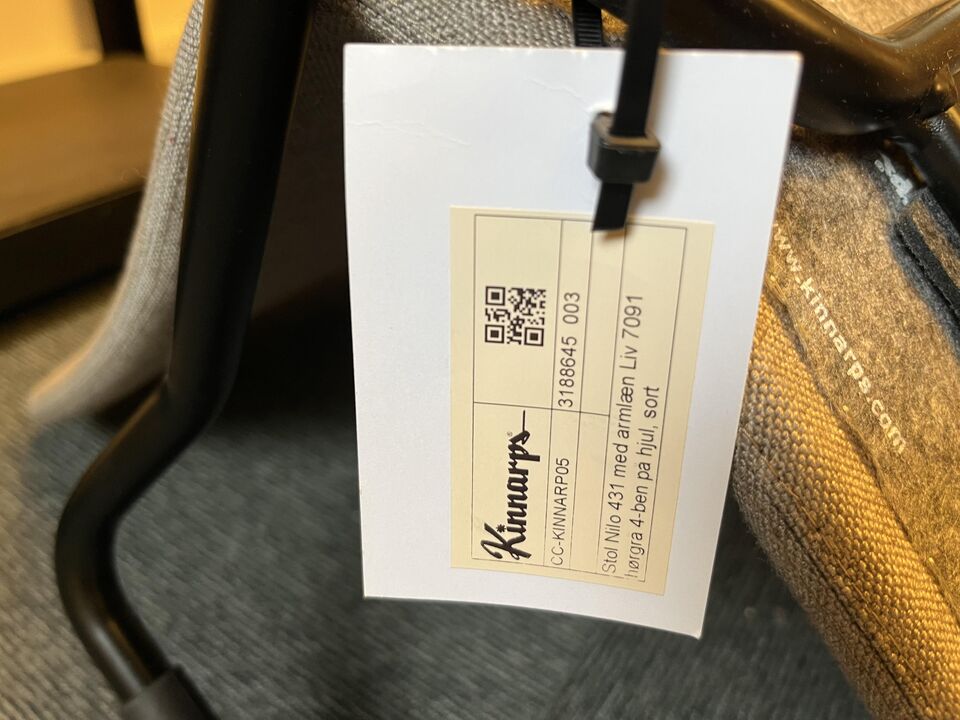 Kinnarps
CC-KINNARP05
3188645 003
Stol Nilo 431 med armlæn Liv 7091
hørgrå 4-ben på hjul, sort
www.kinnarps.com